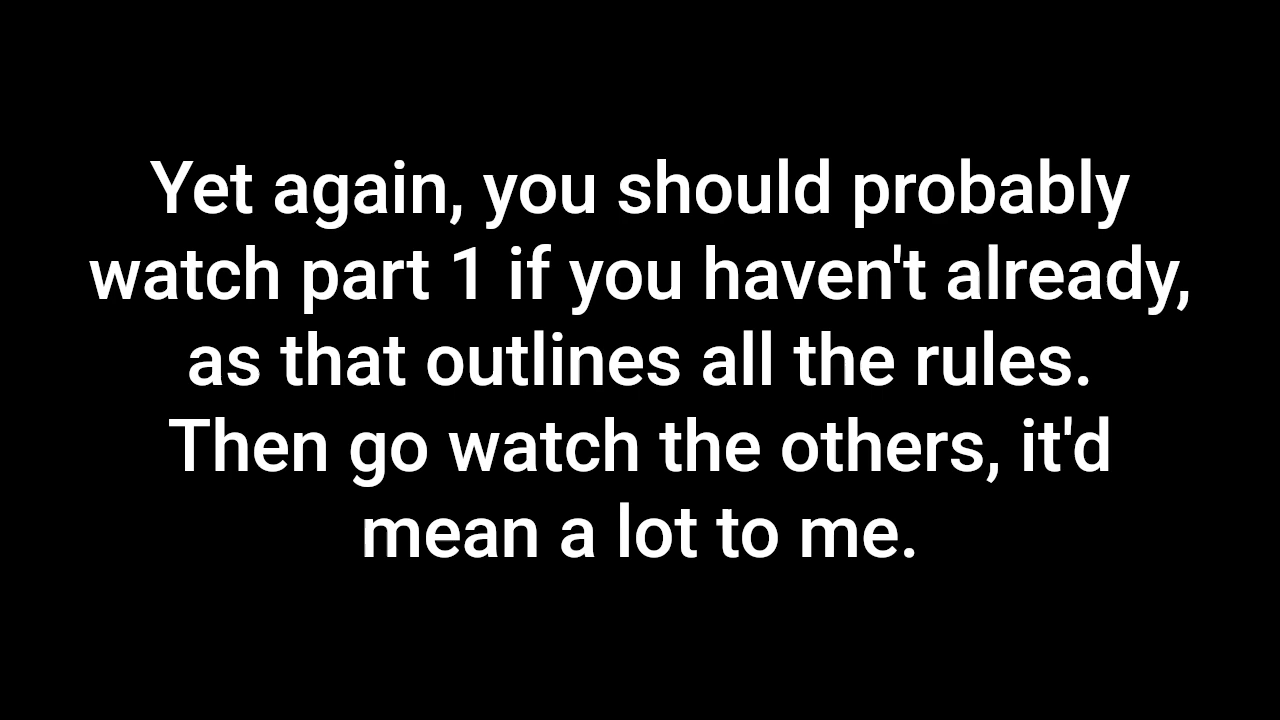 Yet again, you should probably
watch part 1 if you haven't already,
as that outlines all the rules.
Then go watch the others, it'd
mean a lot to me.